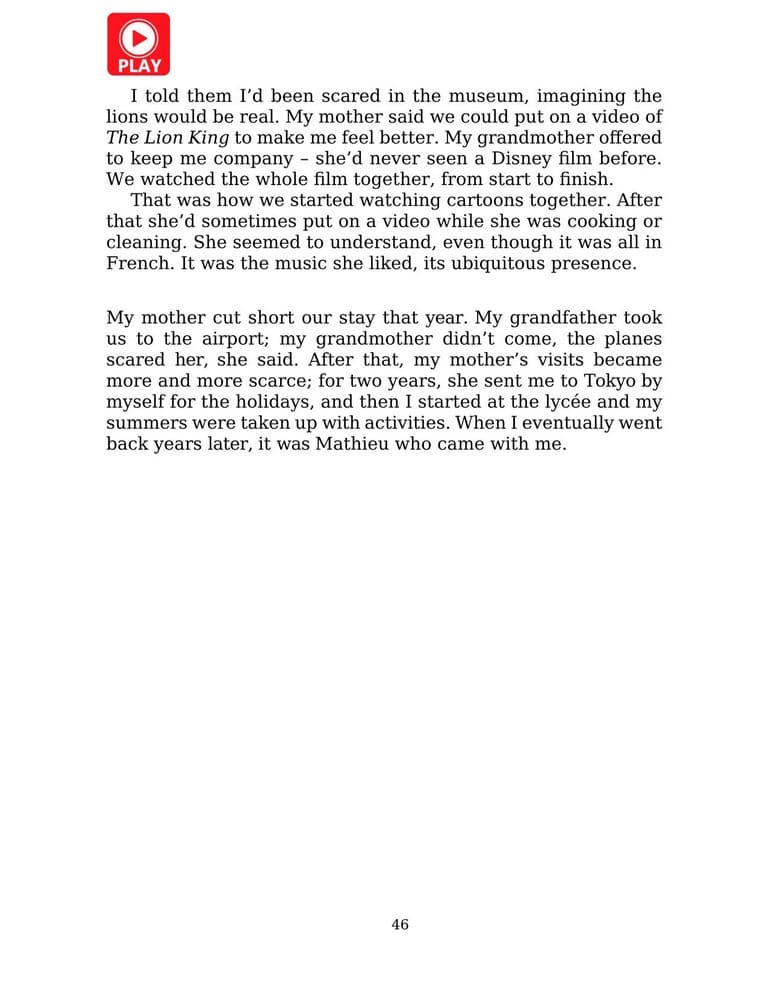 PLAY
I told them I’d been scared in the museum, imagining the
lions would be real. My mother said we could put on a video of
The Lion King to make me feel better. My grandmother offered
to keep me company – she’d never seen a Disney film before.
We watched the whole film together, from start to finish.
That was how we started watching cartoons together. After
that she’d sometimes put on a video while she was cooking or
cleaning. She seemed to understand, even though it was all in
French. It was the music she liked, its ubiquitous presence.
My mother cut short our stay that year. My grandfather took
us to the airport; my grandmother didn’t come, the planes
scared her, she said. After that, my mother’s visits became
more and more scarce; for two years, she sent me to Tokyo by
myself for the holidays, and then I started at the lycée and my
summers were taken up with activities. When I eventually went
back years later, it was Mathieu who came with me.
46